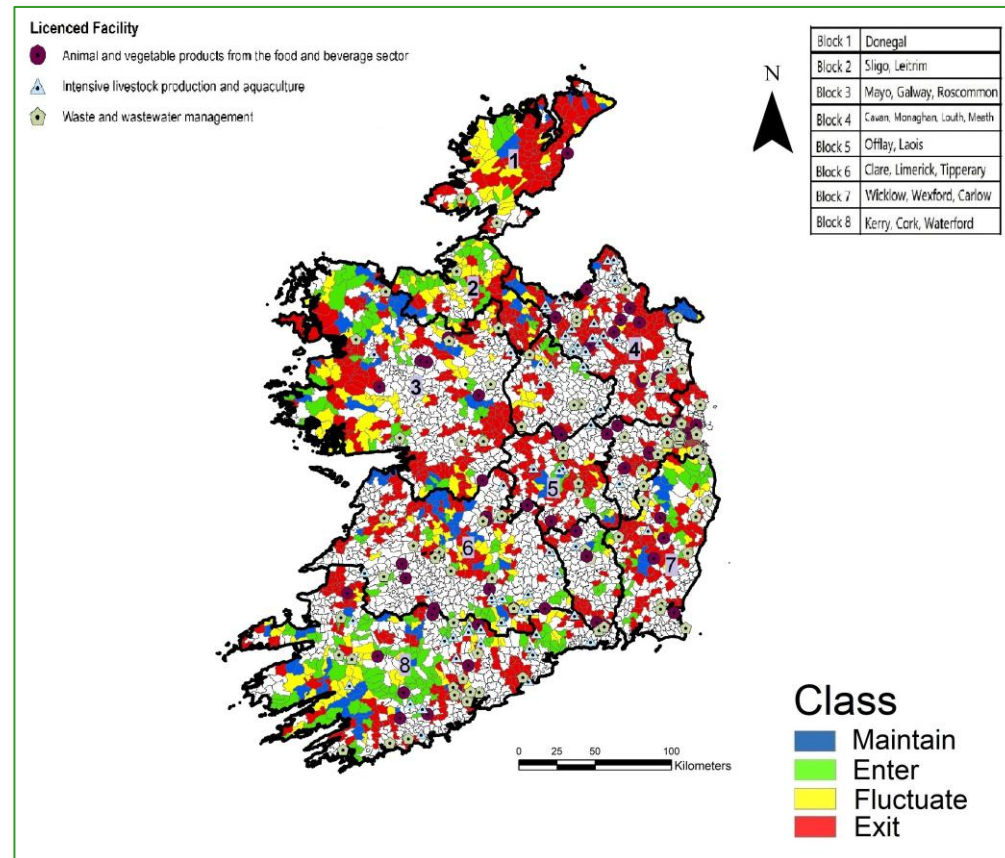 Licenced Facility
Animal and vegetable products from the food and beverage sector
Intensive livestock production and aquaculture
Waste and wastewater management
N
Block 1 Donegal
Block 2 Sligo, Leitrim
Block 3 Mayo, Galway, Roscommon
Block 4 Cavan, Monaghan, Louth, Meath
Block 5 Offlay, Laois
Block 6 Clare, Limerick, Tipperary
Block 7 Wicklow, Wexford, Carlow
Block 8 Kerry, Cork, Waterford
1
2
3
4
5
6
7
8
0 25 50 100
Kilometers
Class
Maintain
Enter
Fluctuate
Exit